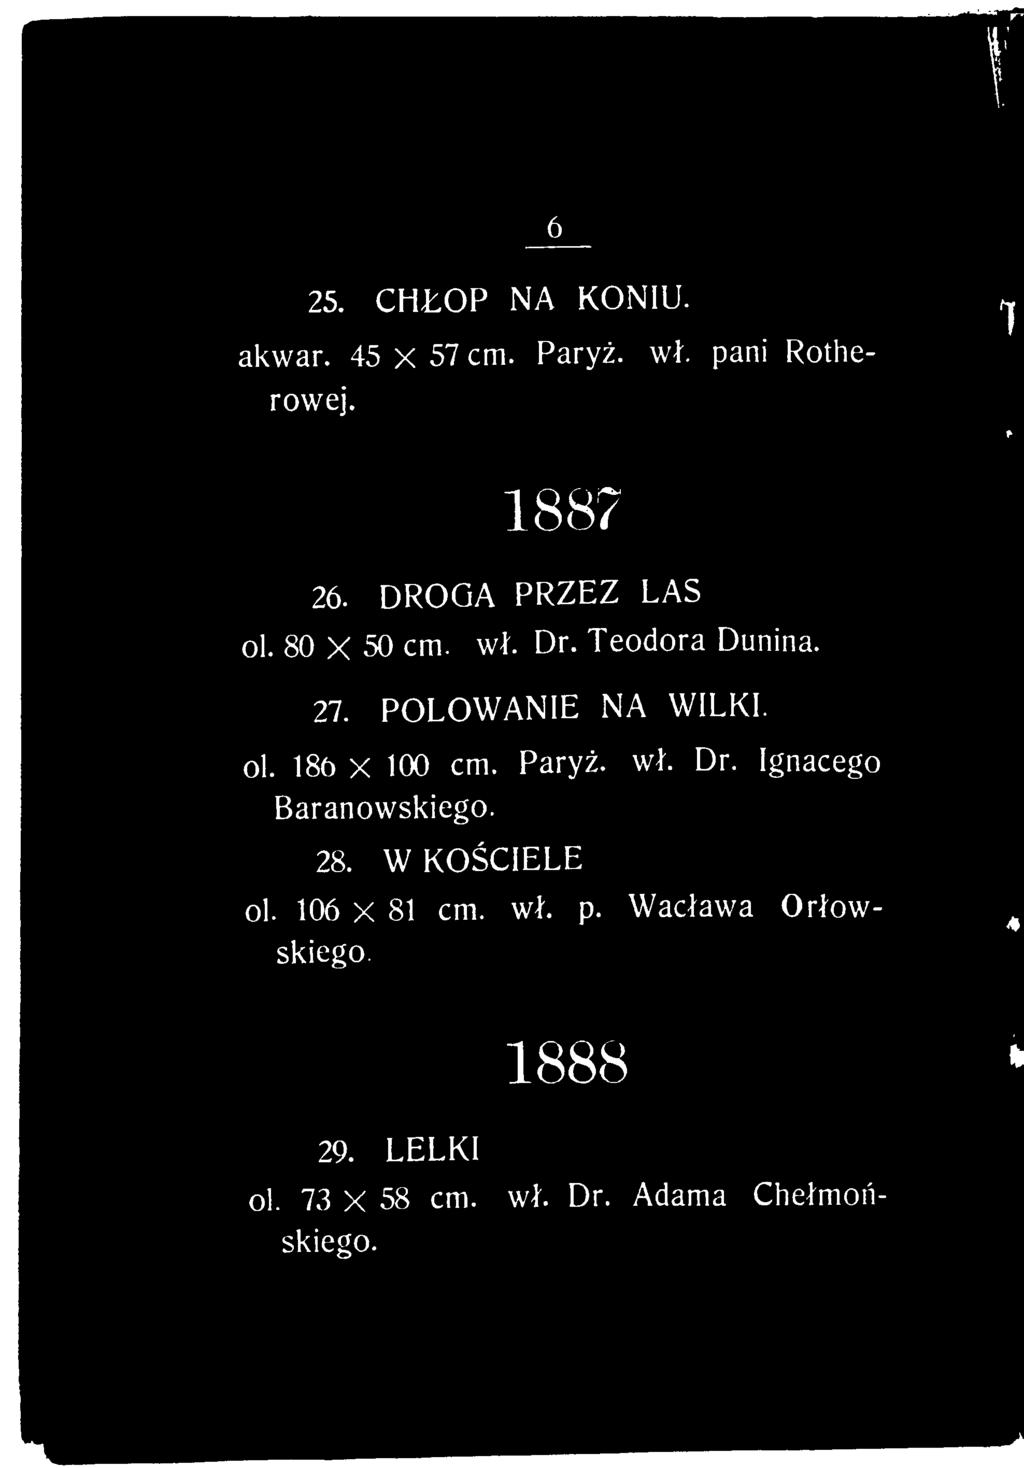 6
25. CHŁOP NA KONIU.
akwar. 45 × 57 cm. Paryż. wł. pani Rothe-
rowej.
1887
26. DROGA PRZEZ LAS
ol. 80 × 50 cm. wł. Dr. Teodora Dunina.
27. POLOWANIE NA WILKI.
ol. 186 × 100 cm. Paryż. wł. Dr. Ignacego
Baranowskiego.
28. W KOŚCIELE
ol. 106 × 81 cm. wł. p. Wacława Orłow-
skiego.
1888
29. LELKI
ol. 73 × 58 cm. wł. Dr. Adama Chełmoń-
skiego.